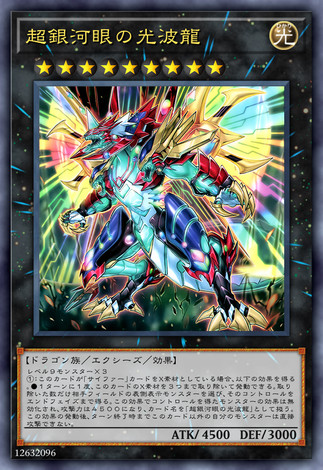 超銀河眼の光波龍
光
【ドラゴン族/エクシーズ/効果】
レベル9モンスター×3
①:このカードが「サイファー」カードをX素材としている場合、以下の効果を得る。
●1ターンに1度、このカードのX素材を3つまで取り除いて発動できる。取り
除いた数だけ相手フィールドの表側表示モンスターを選び、そのコントロールを
エンドフェイズまで得る。この効果でコントロールを得たモンスターの効果は無
効化され、攻撃力は4500になり、カード名を「超銀河眼の光波龍」として扱う。
この効果の発動後、ターン終了時までこのカード以外の自分のモンスターは直接
攻撃できない。
ATK/ 4500 DEF/3000
12632096